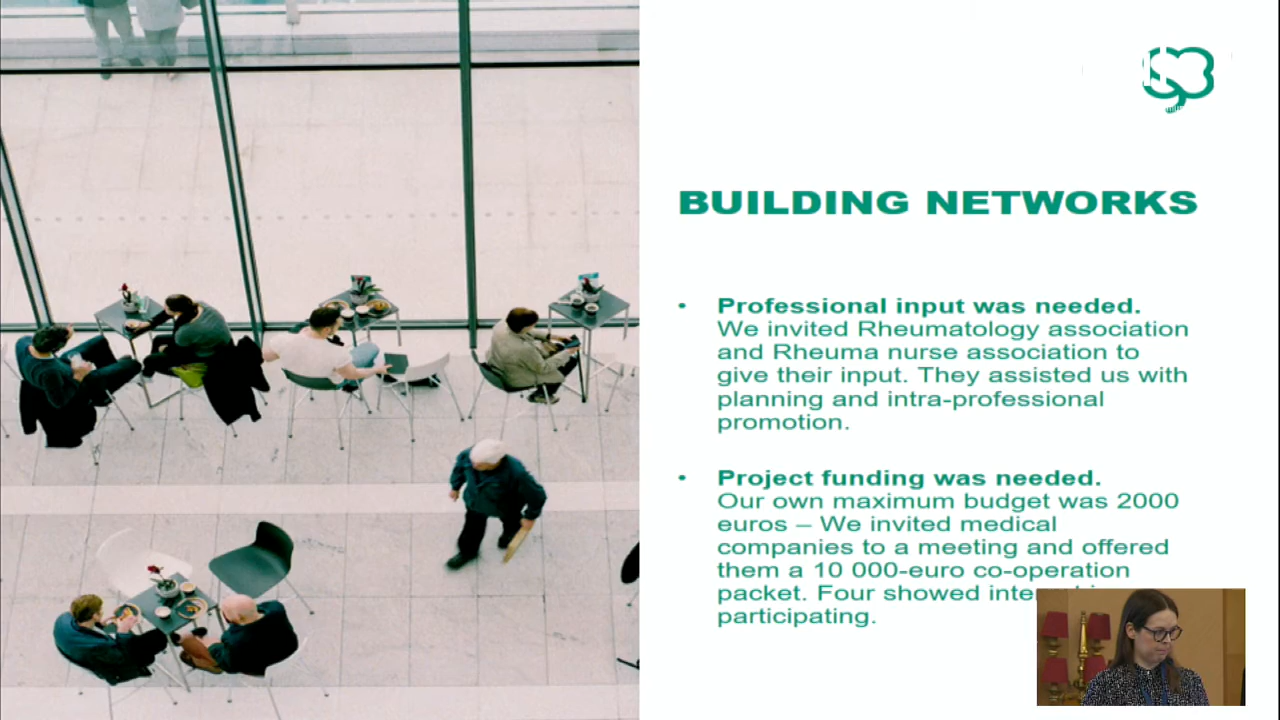 BUILDING NETWORKS
• Professional input was needed.
We invited Rheumatology association
and Rheuma nurse association to
give their input. They assisted us with
planning and intra-professional
promotion.
• Project funding was needed.
Our own maximum budget was 2000
euros – We invited medical
companies to a meeting and offered
them a 10 000-euro co-operation
packet. Four showed
participating.